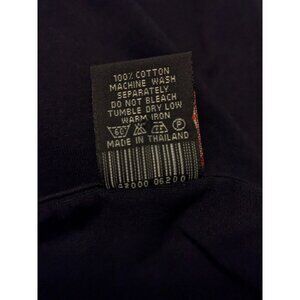 100% COTTON
MACHINE WASH
SEPARATELY
DO NOT BLEACH
TUMBLE DRY LOW
WARM IRON
MADE IN THAILAND